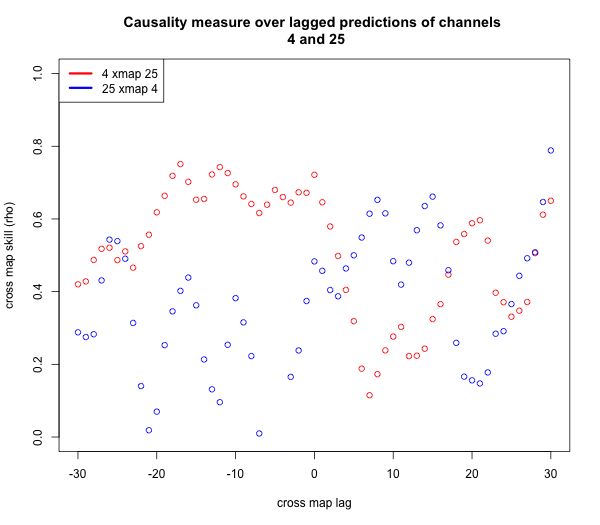 Causality measure over lagged predictions of channels
4 and 25
4 xmap 25
25 xmap 4
cross map skill (rho)
1.0
0.8
0.6
0.4
0.2
0.0
-30 -20 -10 0 10 20 30
cross map lag